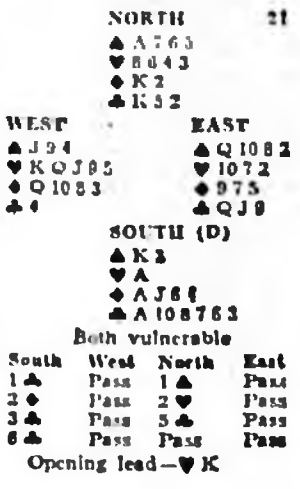 NORTH 21
♠ A 7 6 5
♥ 8 6 4 3
♦ K 2
♣ K 5 2
WEST EAST
♠ J 9 4 ♠ Q 10 8 2
♥ K Q J 9 5 ♥ 10 7 2
♦ Q 10 8 3 ♦ 9 7 5
♣ 4 ♣ Q J 9
SOUTH (D)
♠ K 3
♥ A
♦ A J 6 4
♣ A 10 8 7 6 3
Both vulnerable
South West North East
1 ♣ Pass 1 ♠ Pass
2 ♦ Pass 2 ♥ Pass
3 ♣ Pass 5 ♣ Pass
6 ♣ Pass Pass Pass
Opening lead—♥ K